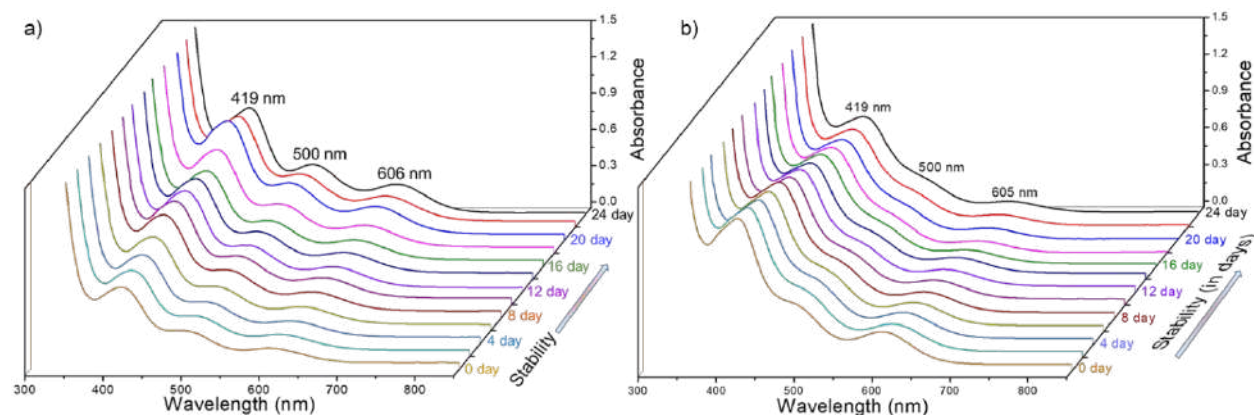 a)
419 nm
500 nm
606 nm
1.5
1.2
0.9
0.6
0.3
0.0
Absorbance
24 day
20 day
16 day
12 day
8 day
4 day
0 day
Stability
300 400 500 600 700 800
Wavelength (nm)
b)
419 nm
500 nm
605 nm
1.5
1.2
0.9
0.6
0.3
0.0
Absorbance
24 day
20 day
16 day
12 day
8 day
4 day
0 day
Stability (in days)
300 400 500 600 700 800
Wavelength (nm)